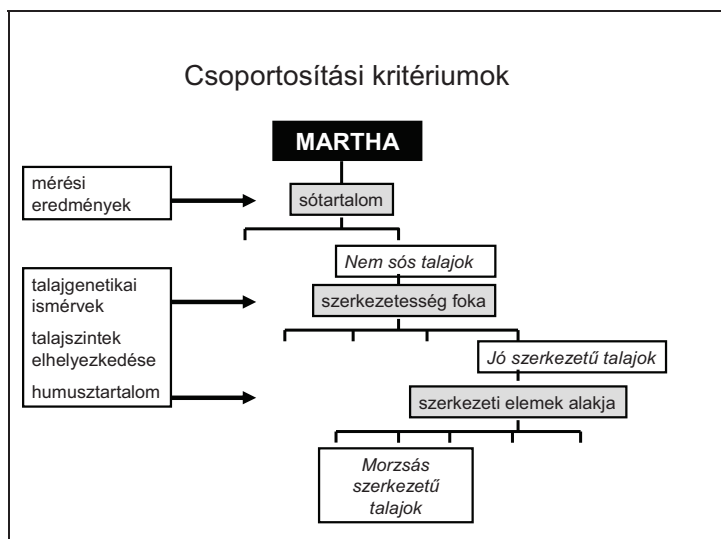 Csoportosítási kritériumok
MARTHA
mérési
eredmények
sótartalom
Nem sós talajok
talajgenetikai
ismérvek
talajszintek
elhelyezkedése
humusztartalom
szerkezetesség foka
Jó szerkezetű talajok
szerkezeti elemek alakja
Morzsás
szerkezetű
talajok